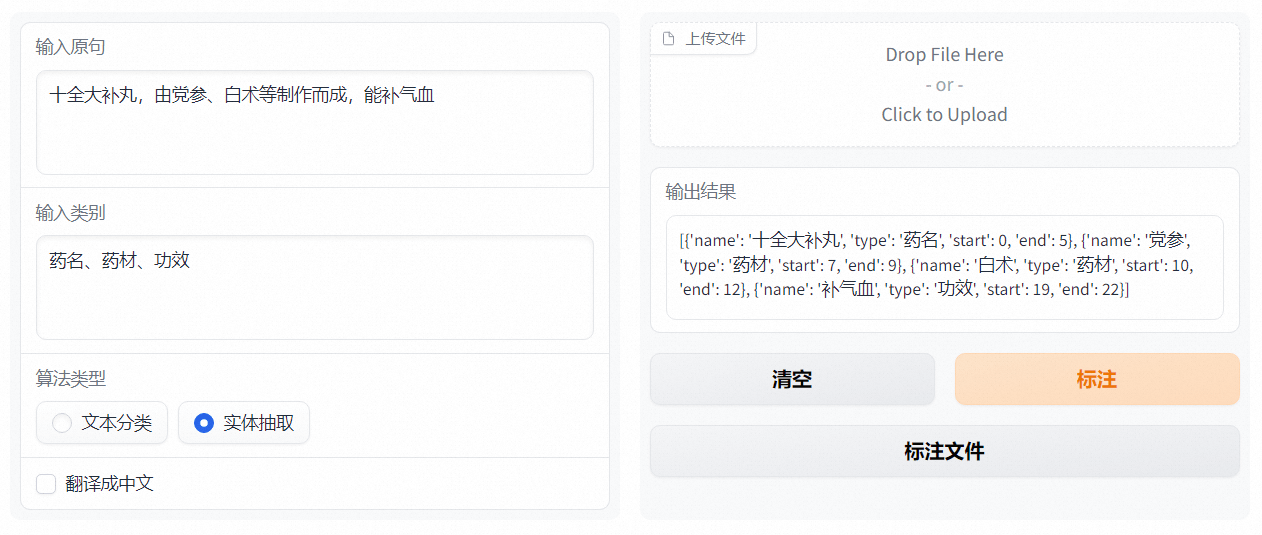 输入原句
十全大补丸，由党参、白术等制作而成，能补气血
输入类别
药名、药材、功效
算法类型
文本分类
实体抽取
翻译成中文
上传文件
Drop File Here
- or -
Click to Upload
输出结果
[{'name': '十全大补丸', 'type': '药名', 'start': 0, 'end': 5}, {'name': '党参',
'type': '药材', 'start': 7, 'end': 9}, {'name': '白术', 'type': '药材', 'start': 10,
'end': 12}, {'name': '补气血', 'type': '功效', 'start': 19, 'end': 22}]
清空
标注
标注文件